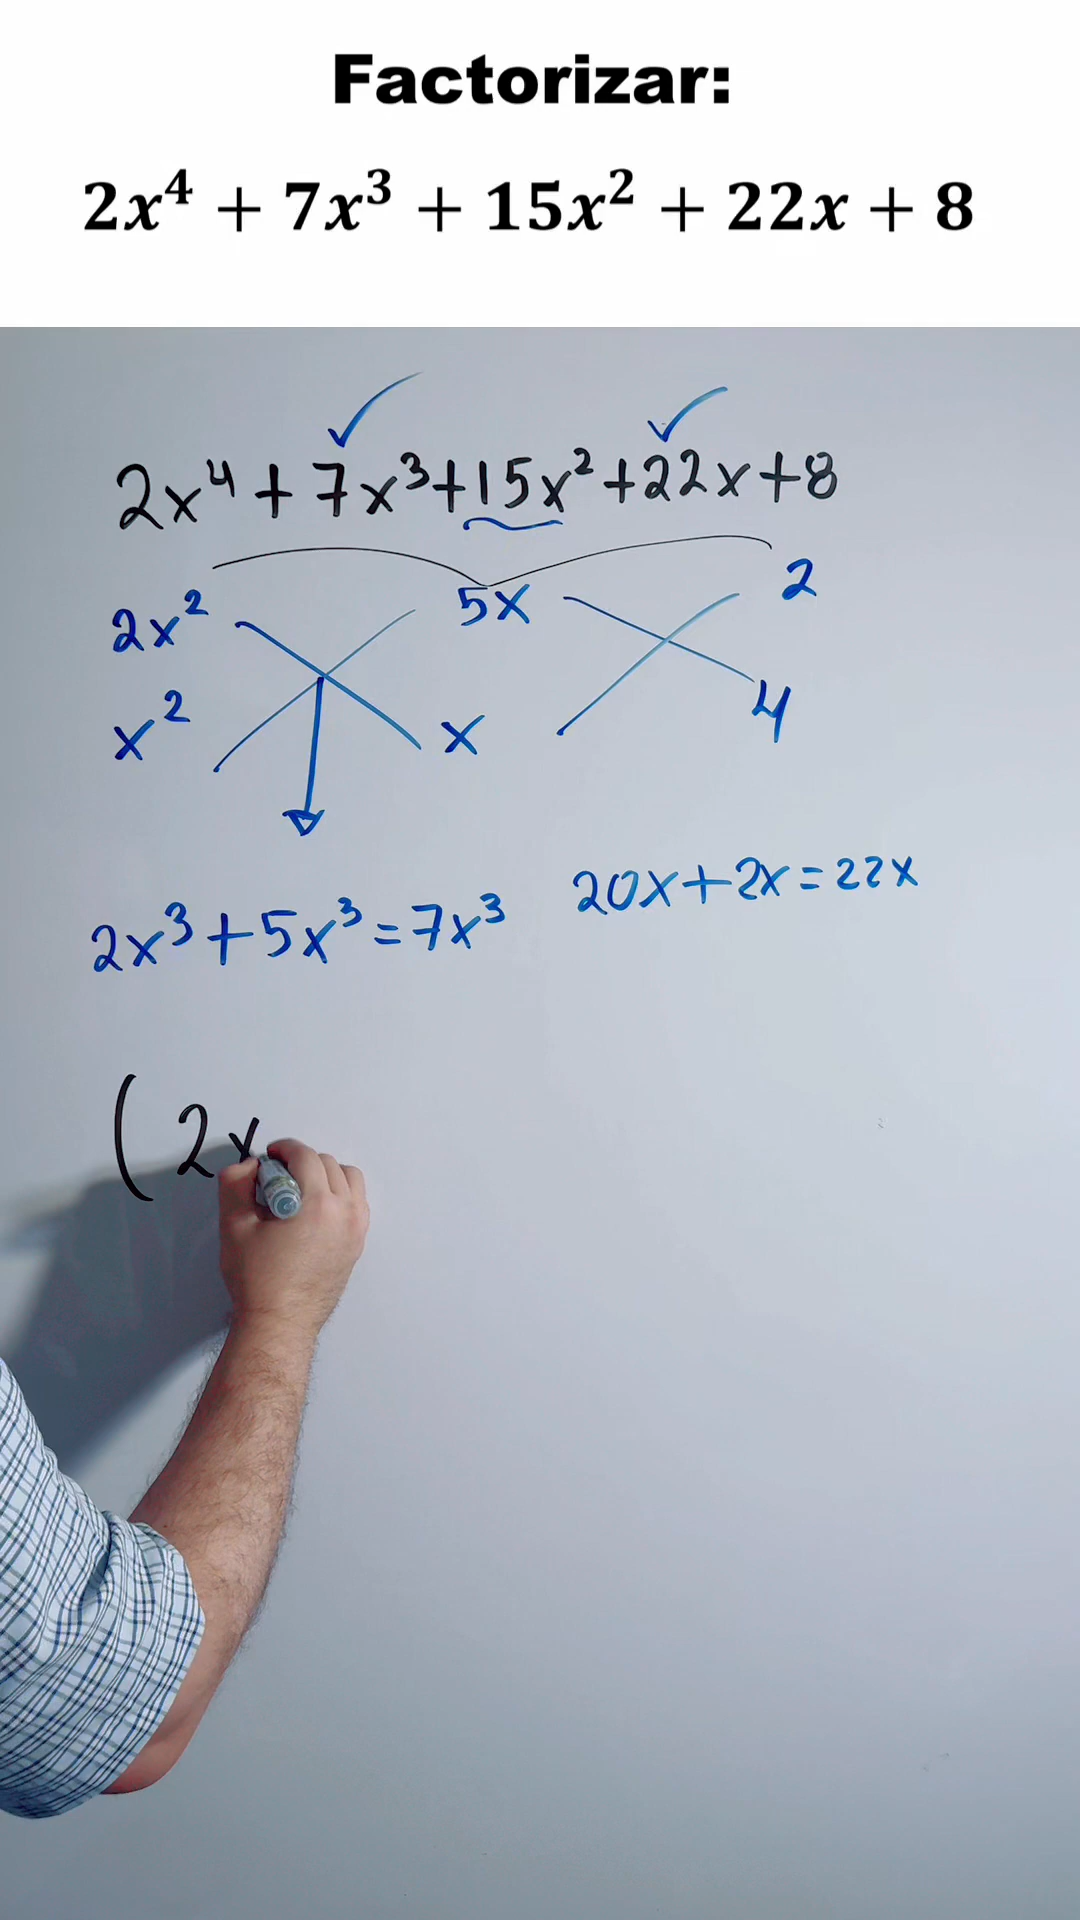 Factorizar:
2x⁴ + 7x³ + 15x² + 22x + 8
2x⁴ + 7x³ + 15x² + 22x + 8
2x² 5x 2
x² x 4
2x³ + 5x³ = 7x³ 20x + 2x = 22x
( 2x